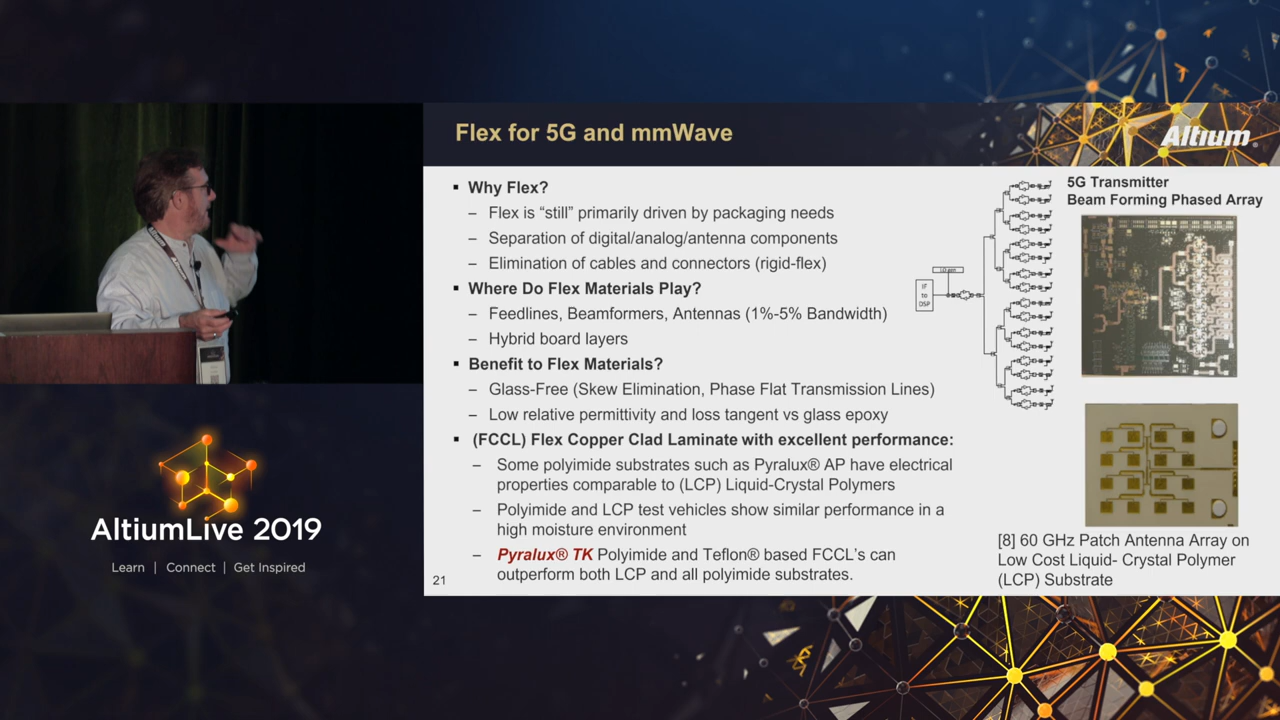 Flex for 5G and mmWave
Altium
▪ Why Flex?
– Flex is “still” primarily driven by packaging needs
– Separation of digital/analog/antenna components
– Elimination of cables and connectors (rigid-flex)
▪ Where Do Flex Materials Play?
– Feedlines, Beamformers, Antennas (1%-5% Bandwidth)
– Hybrid board layers
▪ Benefit to Flex Materials?
– Glass-Free (Skew Elimination, Phase Flat Transmission Lines)
– Low relative permittivity and loss tangent vs glass epoxy
▪ (FCCL) Flex Copper Clad Laminate with excellent performance:
– Some polyimide substrates such as Pyralux® AP have electrical
properties comparable to (LCP) Liquid-Crystal Polymers
– Polyimide and LCP test vehicles show similar performance in a
high moisture environment
– Pyralux® TK Polyimide and Teflon® based FCCL's can
outperform both LCP and all polyimide substrates.
21
5G Transmitter
Beam Forming Phased Array
IF
to
DSP
[8] 60 GHz Patch Antenna Array on
Low Cost Liquid- Crystal Polymer
(LCP) Substrate
AltiumLive 2019
Learn | Connect | Get Inspired